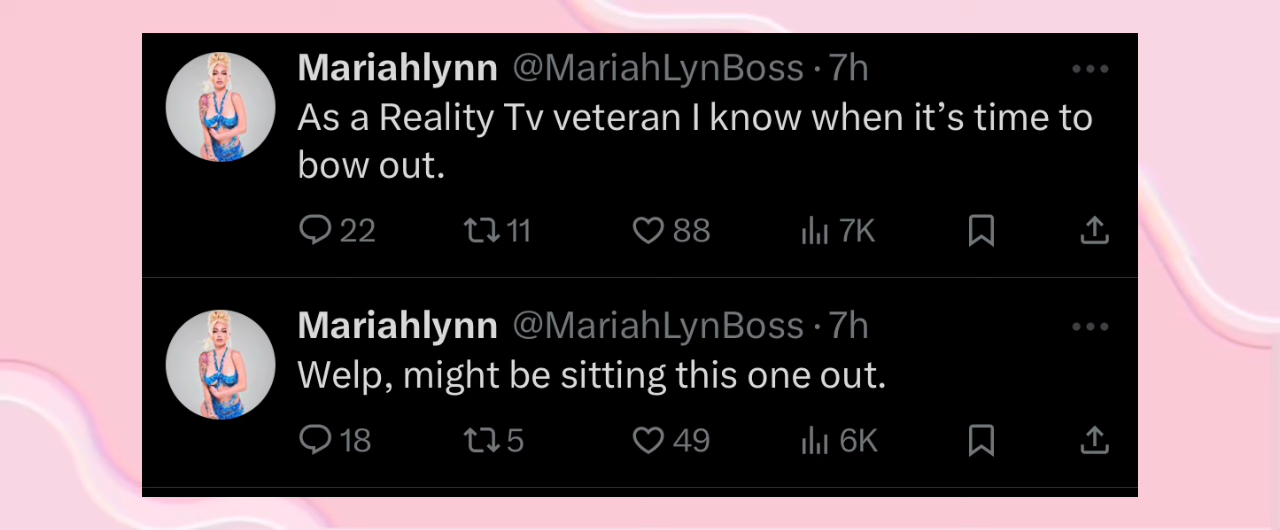 Mariahlynn @MariahLynBoss · 7h
As a Reality Tv veteran I know when it’s time to
bow out.
22 11 88 7K
Mariahlynn @MariahLynBoss · 7h
Welp, might be sitting this one out.
18 5 49 6K